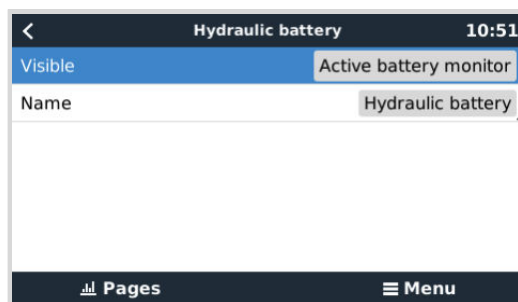 Hydraulic battery 10:51
Visible Active battery monitor
Name Hydraulic battery
Pages Menu